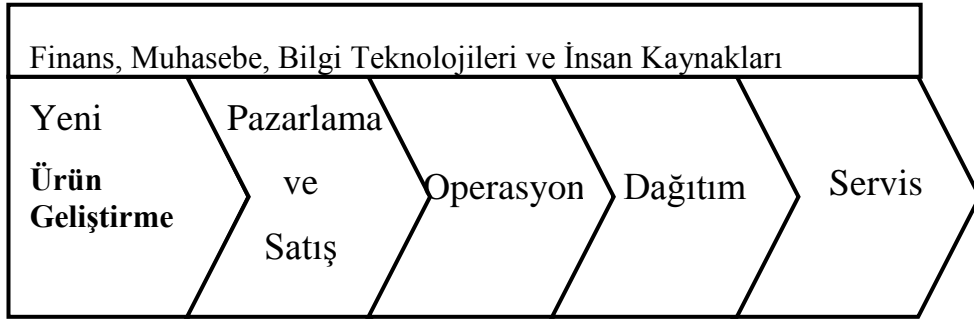 Finans, Muhasebe, Bilgi Teknolojileri ve İnsan Kaynakları
Yeni
Ürün
Geliştirme
Pazarlama
ve
Satış
Operasyon
Dağıtım
Servis